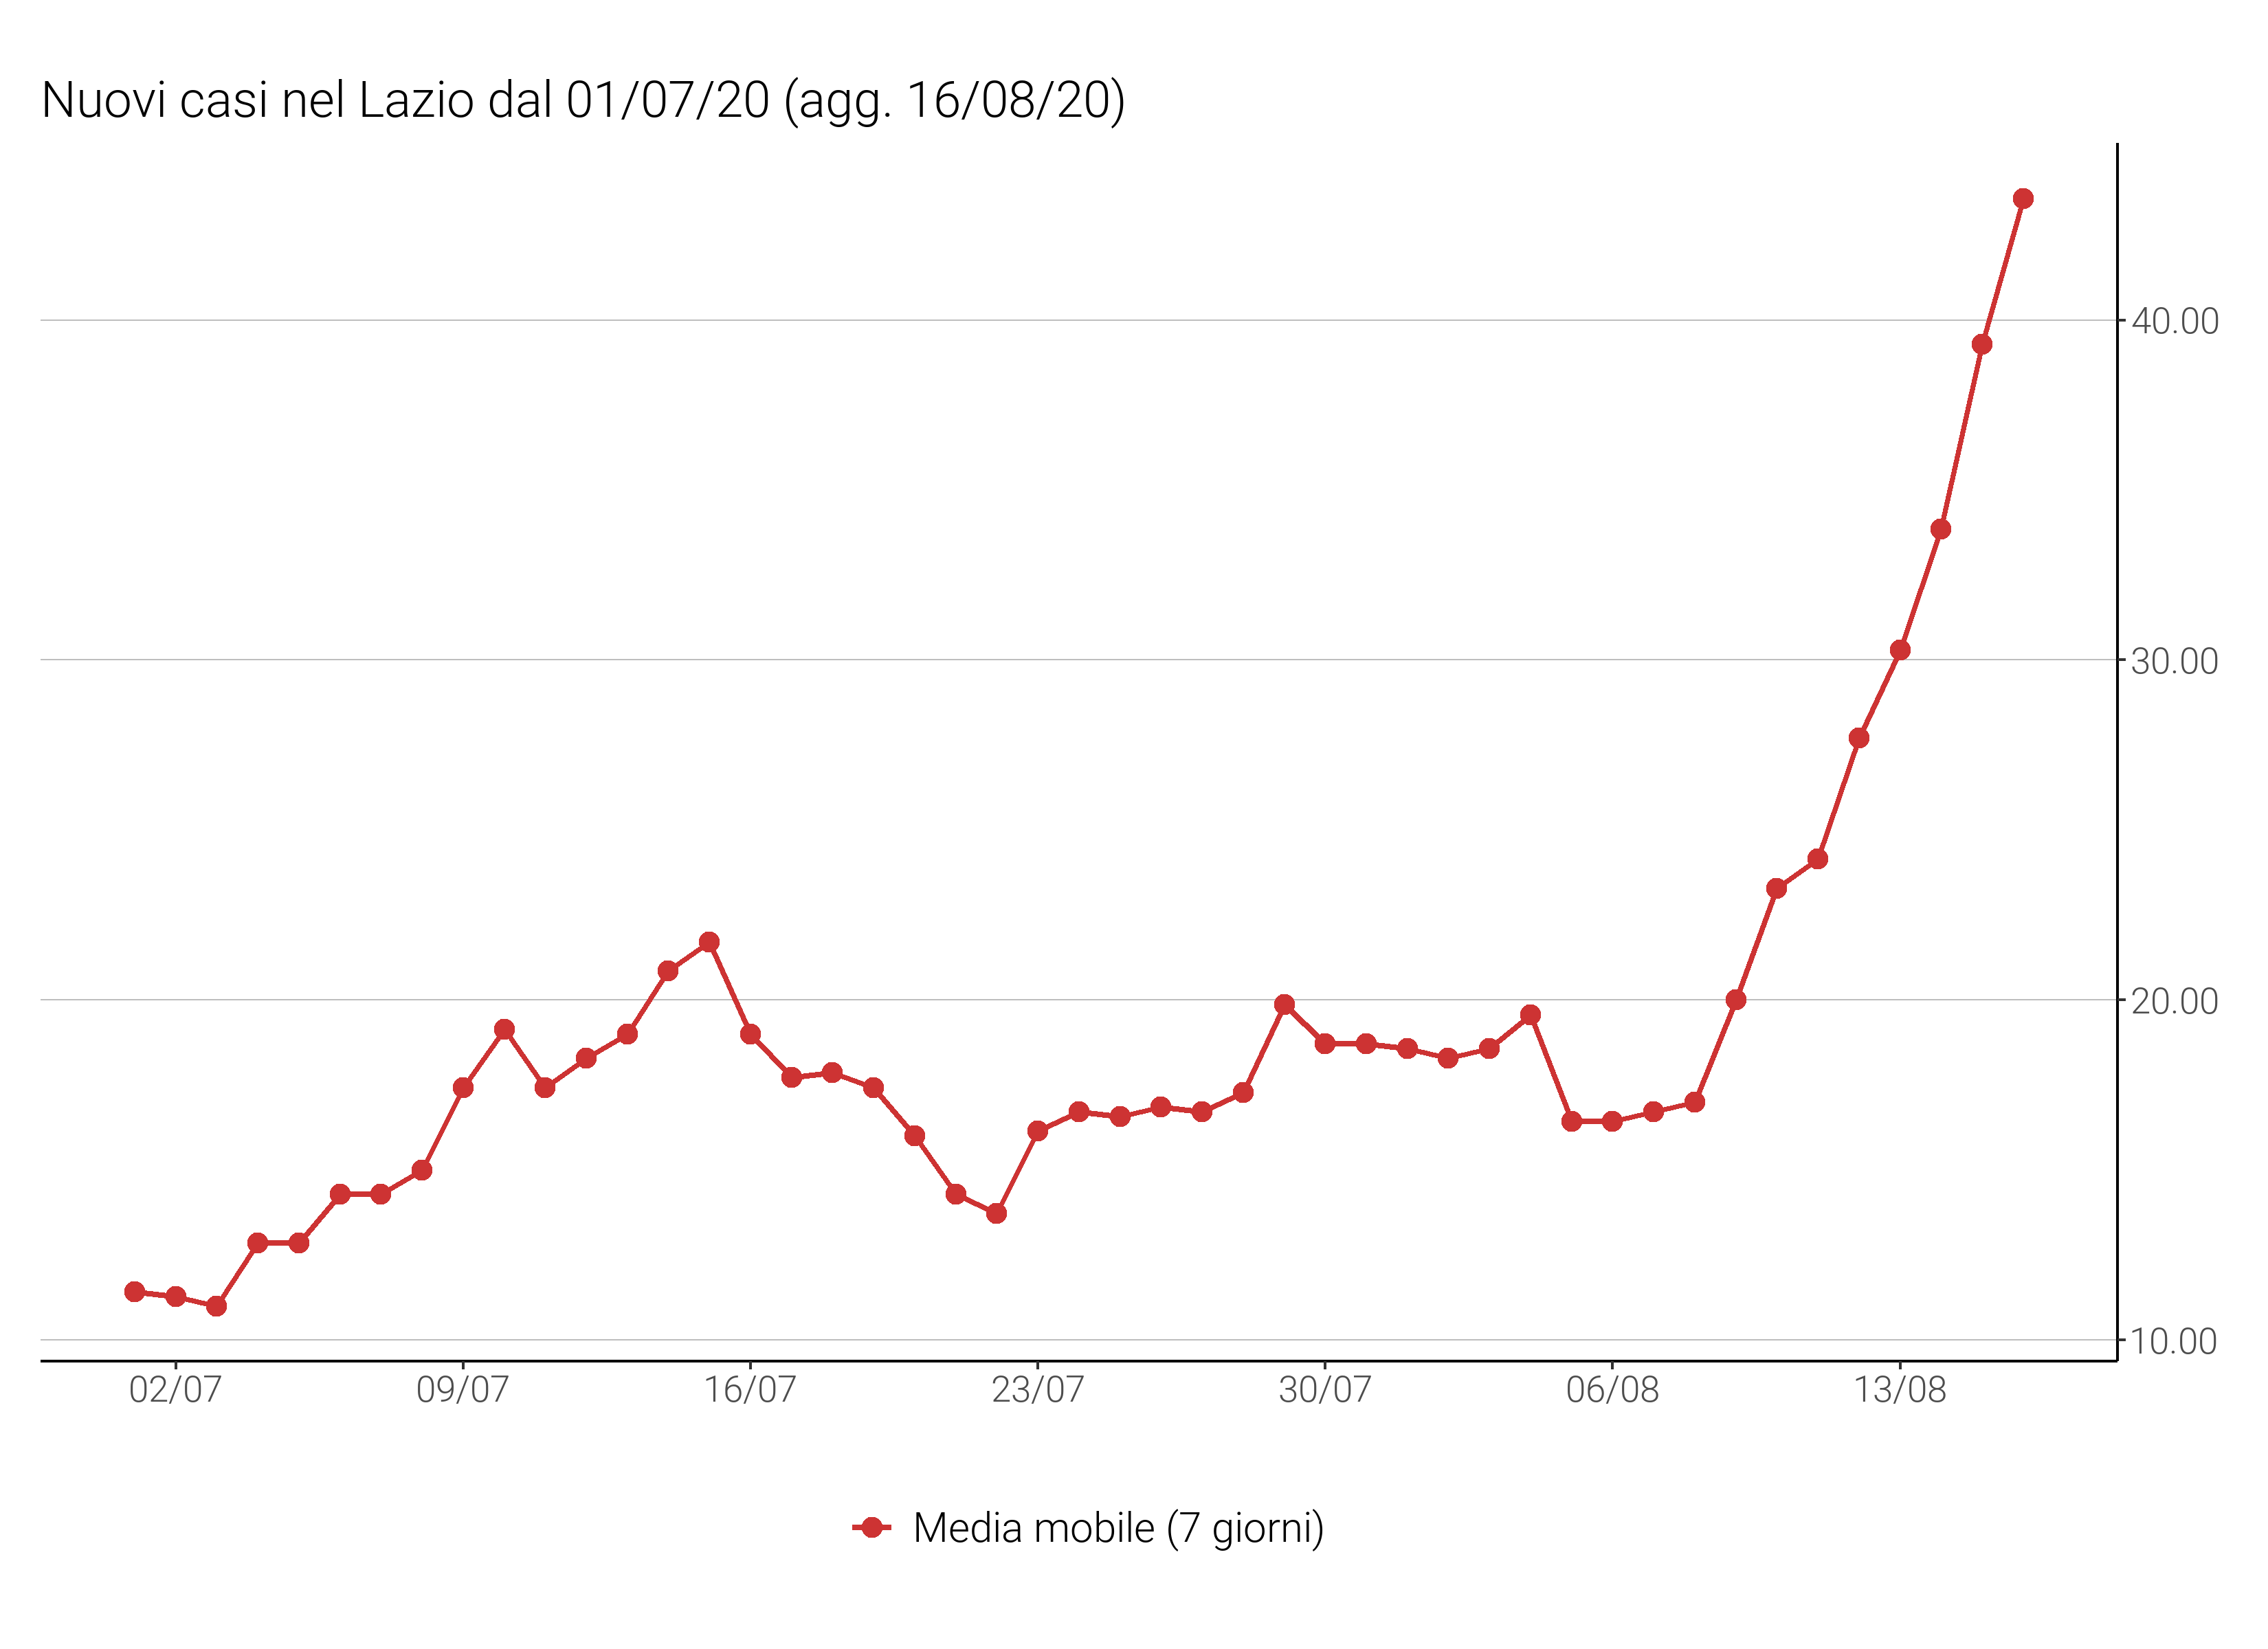 Nuovi casi nel Lazio dal 01/07/20 (agg. 16/08/20)
40.00
30.00
20.00
10.00
02/07 09/07 16/07 23/07 30/07 06/08 13/08
Media mobile (7 giorni)